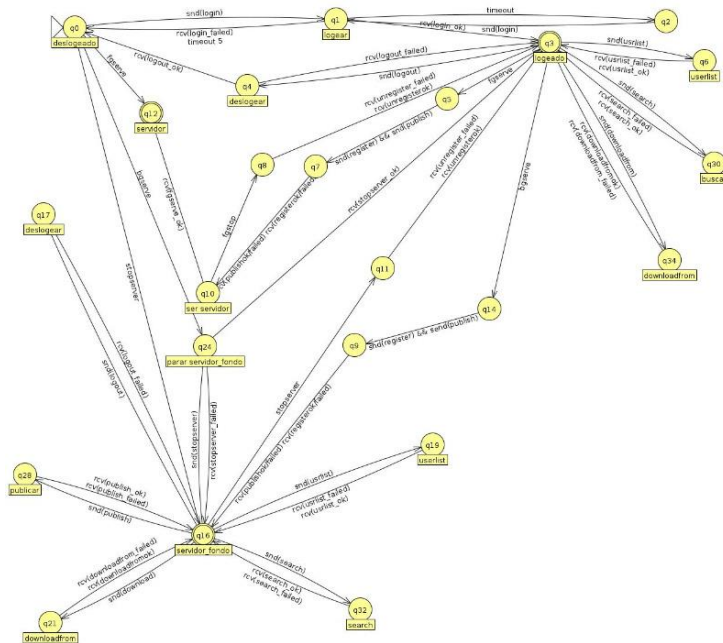 snd(login)
q0
deslogeado
rcv(login_failed)
timeout 5
q1
logear
timeout
rcv(login_ok)
snd(login)
q2
q3
logeado
snd(usrlist)
rcv(usrlist_failed)
rcv(usrlist_ok)
q6
userlist
rcv(logout_ok)
q4
deslogear
rcv(logout_failed)
snd(logout)
fgserve
q12
servidor
rcv(unregister_failed)
rcv(unregisterok)
fgserve
q5
snd(register) && snd(publish)
snd(search)
rcv(search_failed)
rcv(search_ok)
q30
busca
snd(downloadfrom)
rcv(downloadfromok)
rcv(downloadfrom_failed)
q34
downloadfrom
q8
q7
rcv(fgserve_ok)
fgstop
rcv(registerok/failed)
rcv(stopserver_ok)
rcv(unregister_failed)
rcv(unregisterok)
bgserve
bgserve
q17
deslogear
q10
ser servidor
q11
q14
snd(register) && send(publish)
q9
q24
parar servidor_fondo
stopserver
rcv(logout_failed)
snd(logout)
snd(stopserver)
rcv(stopserver_failed)
stopserver
rcv(publishok/failed) rcv(registerok/failed)
q19
userlist
snd(usrlist)
rcv(usrlist_failed)
rcv(usrlist_ok)
q28
publicar
rcv(publish_ok)
rcv(publish_failed)
snd(publish)
q16
servidor_fondo
rcv(downloadfrom_failed)
rcv(downloadfromok)
snd(download)
q21
downloadfrom
snd(search)
rcv(search_ok)
rcv(search_failed)
q32
search